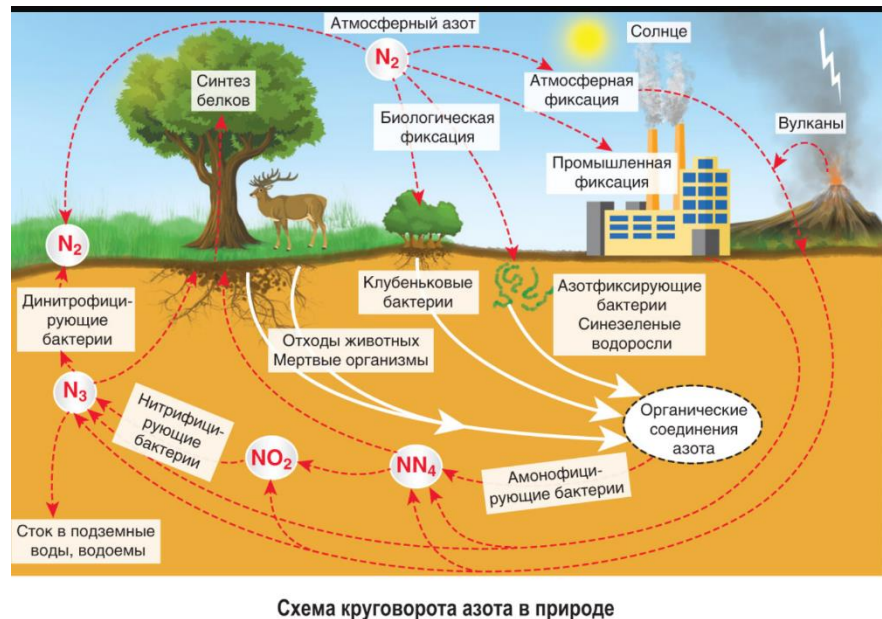 Атмосферный азот
N₂
Солнце
Синтез
белков
Атмосферная
фиксация
Биологическая
фиксация
Вулканы
Промышленная
фиксация
N₂
Клубеньковые
бактерии
Азотфиксирующие
бактерии
Синезеленые
водоросли
Динитрофици-
рующие
бактерии
Отходы животных
Мертвые организмы
N₃
Нитрифици-
рующие
бактерии
NO₂
NN₄
Органические
соединения
азота
Амонофици-
рующие бактерии
Сток в подземные
воды, водоемы
Схема круговорота азота в природе